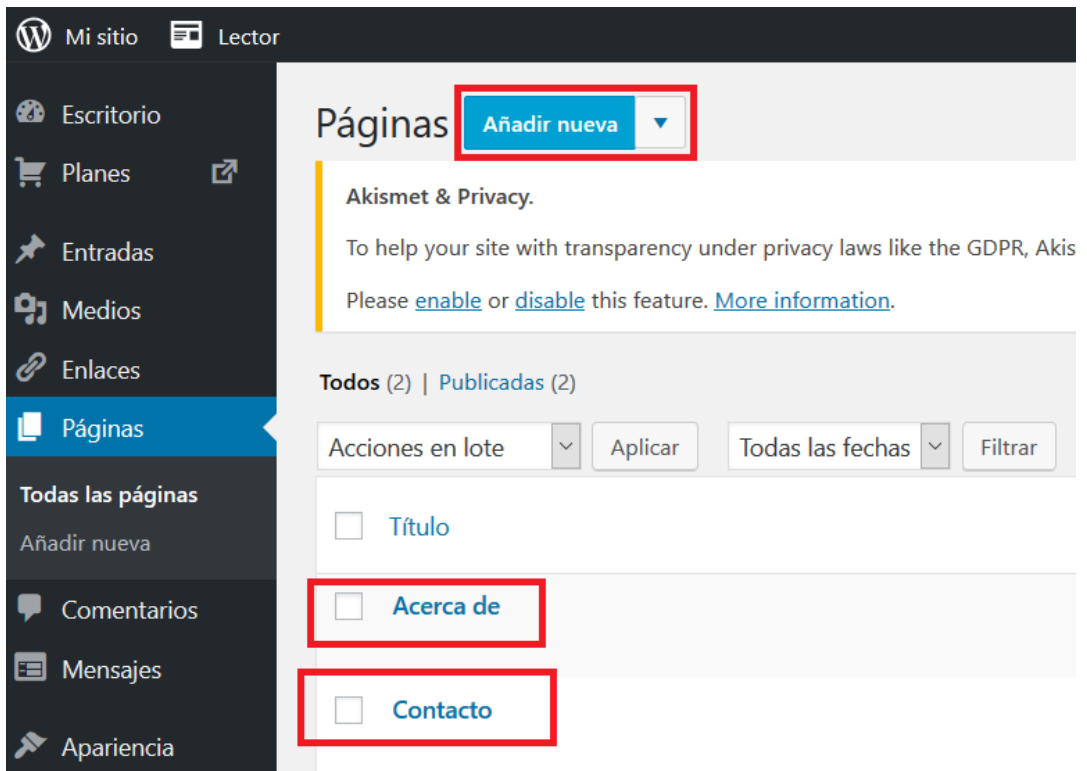 Mi sitio Lector
Escritorio
Planes
Entradas
Medios
Enlaces
Páginas
Todas las páginas
Añadir nueva
Comentarios
Mensajes
Apariencia
Páginas Añadir nueva
Akismet & Privacy.
To help your site with transparency under privacy laws like the GDPR, Akis
Please enable or disable this feature. More information.
Todos (2) | Publicadas (2)
Acciones en lote Aplicar Todas las fechas Filtrar
Título
Acerca de
Contacto